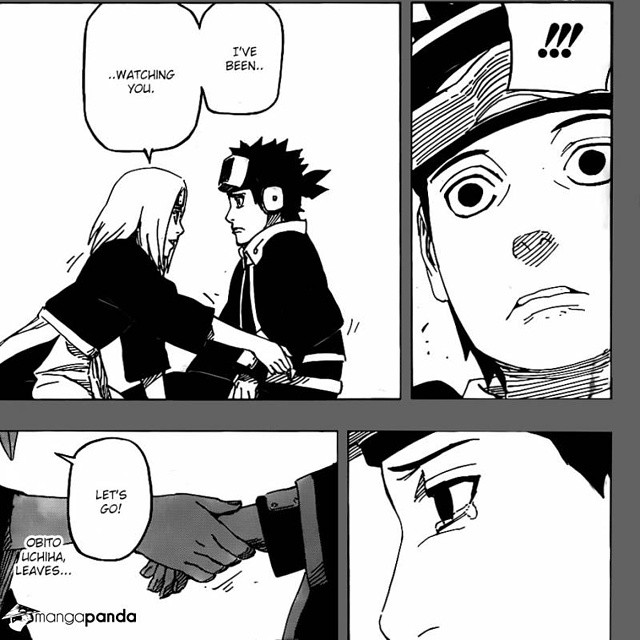 I'VE
BEEN..
..WATCHING
YOU.
!!!
LET'S
GO!
OBITO
UCHIHA,
LEAVES...
mangapanda